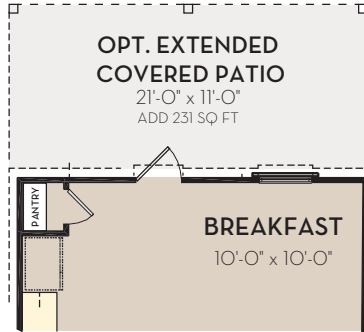 OPT. EXTENDED
COVERED PATIO
21'-0" x 11'-0"
ADD 231 SQ FT
PANTRY
BREAKFAST
10'-0" x 10'-0"